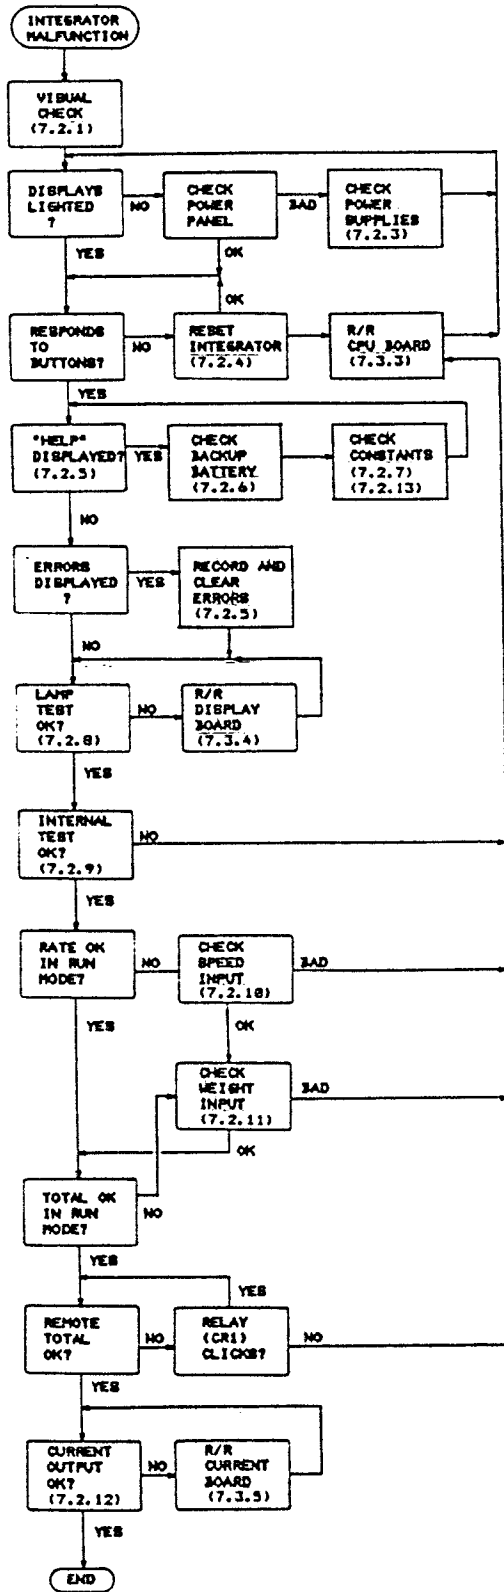 INTEGRATOR
MALFUNCTION
VISUAL
CHECK
(7.2.1)
DISPLAYS
LIGHTED
?
NO
CHECK
POWER
PANEL
BAD
CHECK
POWER
SUPPLIES
(7.2.3)
YES
OK
OK
RESPONDS
TO
BUTTONS?
NO
RESET
INTEGRATOR
(7.2.4)
R/R
CPU BOARD
(7.3.3)
YES
"HELP"
DISPLAYED?
(7.2.5)
YES
CHECK
BACKUP
BATTERY
(7.2.6)
CHECK
CONSTANTS
(7.2.7)
(7.2.13)
NO
ERRORS
DISPLAYED
?
YES
RECORD AND
CLEAR
ERRORS
(7.2.5)
NO
LAMP
TEST
OK?
(7.2.8)
NO
R/R
DISPLAY
BOARD
(7.3.4)
YES
INTERNAL
TEST
OK?
(7.2.9)
NO
YES
RATE OK
IN RUN
MODE?
NO
CHECK
SPEED
INPUT
(7.2.10)
BAD
YES
OK
CHECK
WEIGHT
INPUT
(7.2.11)
BAD
OK
TOTAL OK
IN RUN
MODE?
NO
YES
YES
REMOTE
TOTAL
OK?
NO
RELAY
(CR1)
CLICKS?
NO
YES
CURRENT
OUTPUT
OK?
(7.2.12)
NO
R/R
CURRENT
BOARD
(7.3.5)
YES
END